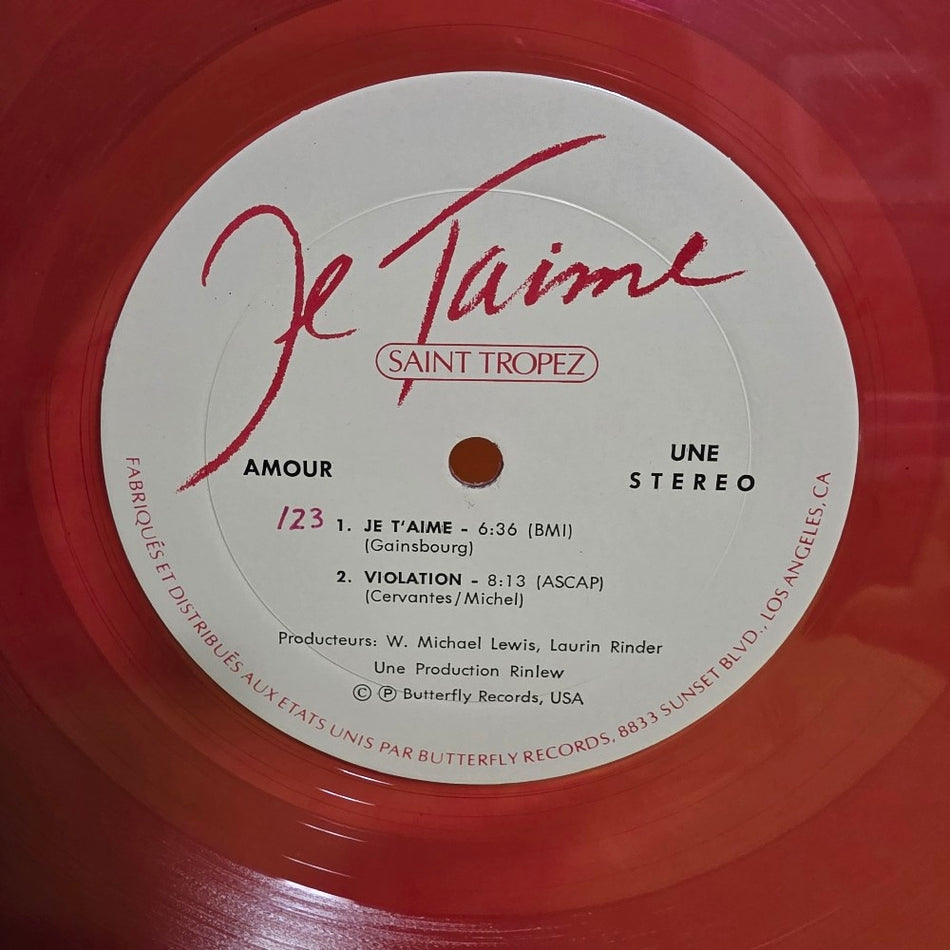 Je T'aime
SAINT TROPEZ
AMOUR
UNE
STEREO
123
1. JE T'AIME - 6:36 (BMI)
(Gainsbourg)
2. VIOLATION - 8:13 (ASCAP)
(Cervantes/Michel)
Producteurs: W. Michael Lewis, Laurin Rinder
Une Production Rinlew
© ℗ Butterfly Records, USA
FABRIQUÉS ET DISTRIBUÉS AUX ETATS UNIS PAR BUTTERFLY RECORDS, 8833 SUNSET BLVD., LOS ANGELES, CA